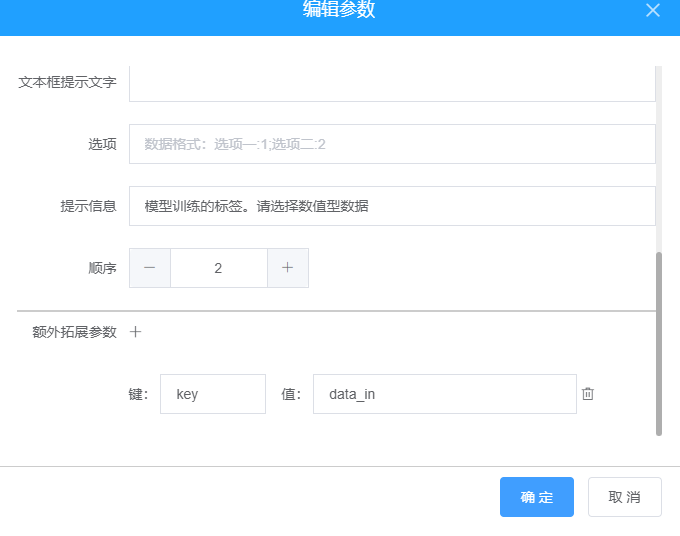 编辑参数
文本框提示文字
选项 数据格式：选项一:1;选项二:2
提示信息 模型训练的标签。请选择数值型数据
顺序 2
额外拓展参数
键： key 值： data_in
确定 取消